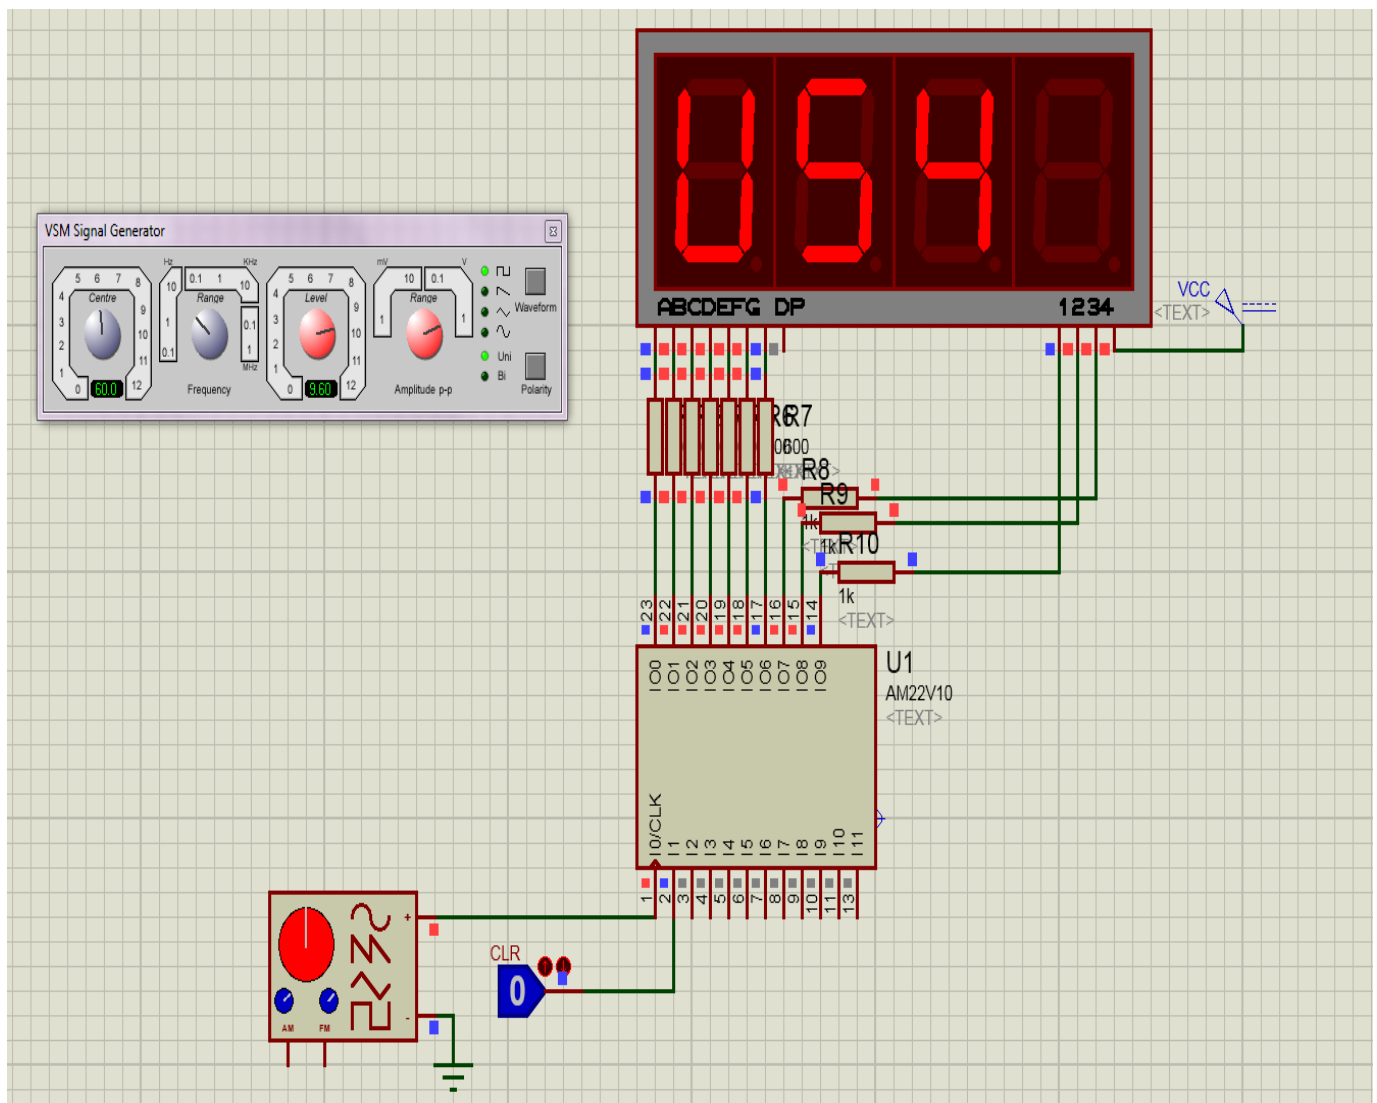 VSM Signal Generator
5 6 7 8
4 Centre 9
3 10
2 11
1 12
0 60.0
Hz 0.1 1 KHz
10 Range 10
1 0.1
0.1 1
MHz
Frequency
5 6 7 8
4 Level 9
3 10
2 11
1 12
0 9.60
mV 10 0.1 V
Range
1 1
Amplitude p-p
Waveform
Uni
Bi
Polarity
U54
ABCDEFG DP 1234
VCC
<TEXT>
R7
R8
R9
1k
R10
1k
<TEXT>
23 22 21 20 19 18 17 16 15 14
IO0 IO1 IO2 IO3 IO4 IO5 IO6 IO7 IO8 IO9
U1
AM22V10
<TEXT>
I0/CLK I1 I2 I3 I4 I5 I6 I7 I8 I9 I10 I11
1 2 3 4 5 6 7 8 9 10 11 13
+
-
AM FM
CLR
0